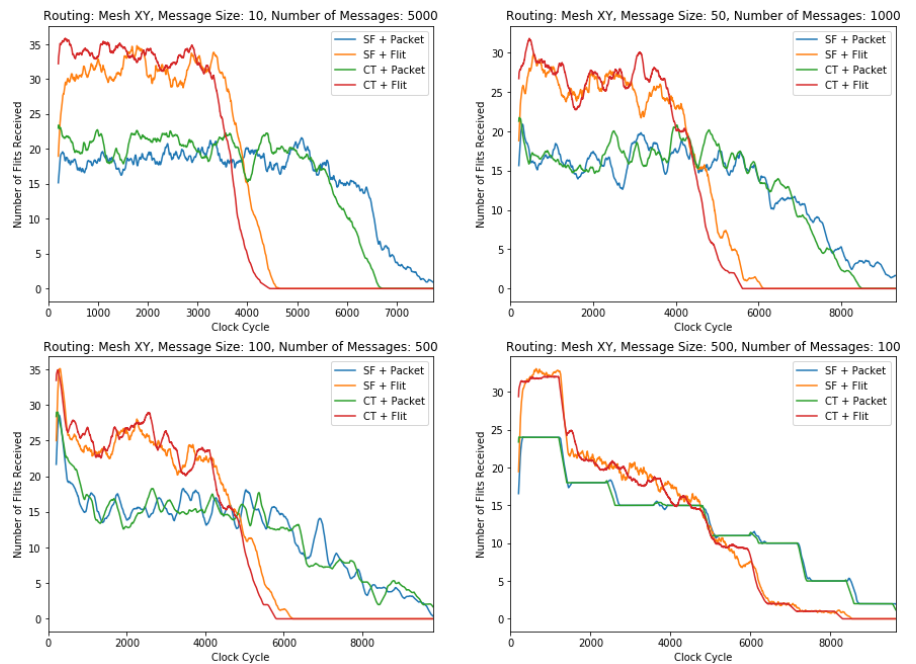 Routing: Mesh XY, Message Size: 10, Number of Messages: 5000
Number of Flits Received
35
30
25
20
15
10
5
0
SF + Packet
SF + Flit
CT + Packet
CT + Flit
0 1000 2000 3000 4000 5000 6000 7000
Clock Cycle
Routing: Mesh XY, Message Size: 50, Number of Messages: 1000
Number of Flits Received
30
25
20
15
10
5
0
SF + Packet
SF + Flit
CT + Packet
CT + Flit
0 2000 4000 6000 8000
Clock Cycle
Routing: Mesh XY, Message Size: 100, Number of Messages: 500
Number of Flits Received
35
30
25
20
15
10
5
0
SF + Packet
SF + Flit
CT + Packet
CT + Flit
0 2000 4000 6000 8000
Clock Cycle
Routing: Mesh XY, Message Size: 500, Number of Messages: 100
Number of Flits Received
30
25
20
15
10
5
0
SF + Packet
SF + Flit
CT + Packet
CT + Flit
0 2000 4000 6000 8000
Clock Cycle